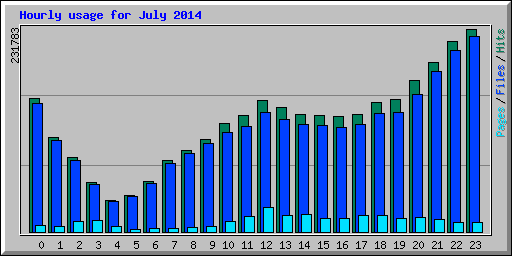 Hourly usage for July 2014
231783
Pages/Files/Hits
0 1 2 3 4 5 6 7 8 9 10 11 12 13 14 15 16 17 18 19 20 21 22 23